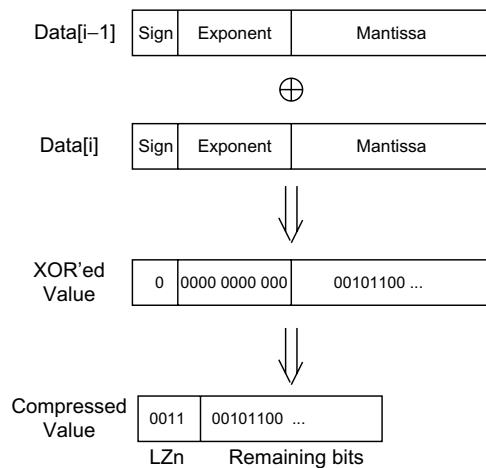 Data[i−1] Sign Exponent Mantissa
⊕
Data[i] Sign Exponent Mantissa
XOR’ed
Value
0 0000 0000 000 00101100 ...
Compressed
Value
0011 00101100 ...
LZn Remaining bits